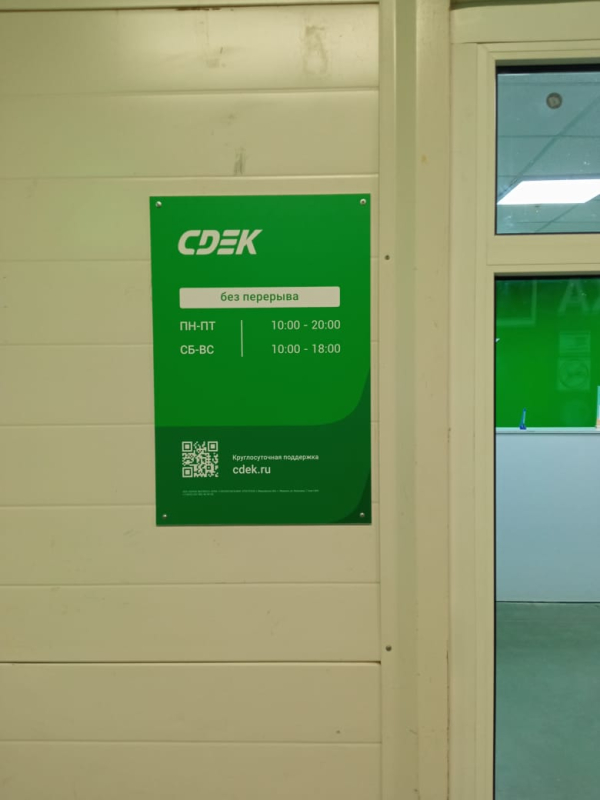 CDEK
без перерыва
ПН-ПТ 10:00 - 20:00
СБ-ВС 10:00 - 18:00
Круглосуточная поддержка
cdek.ru